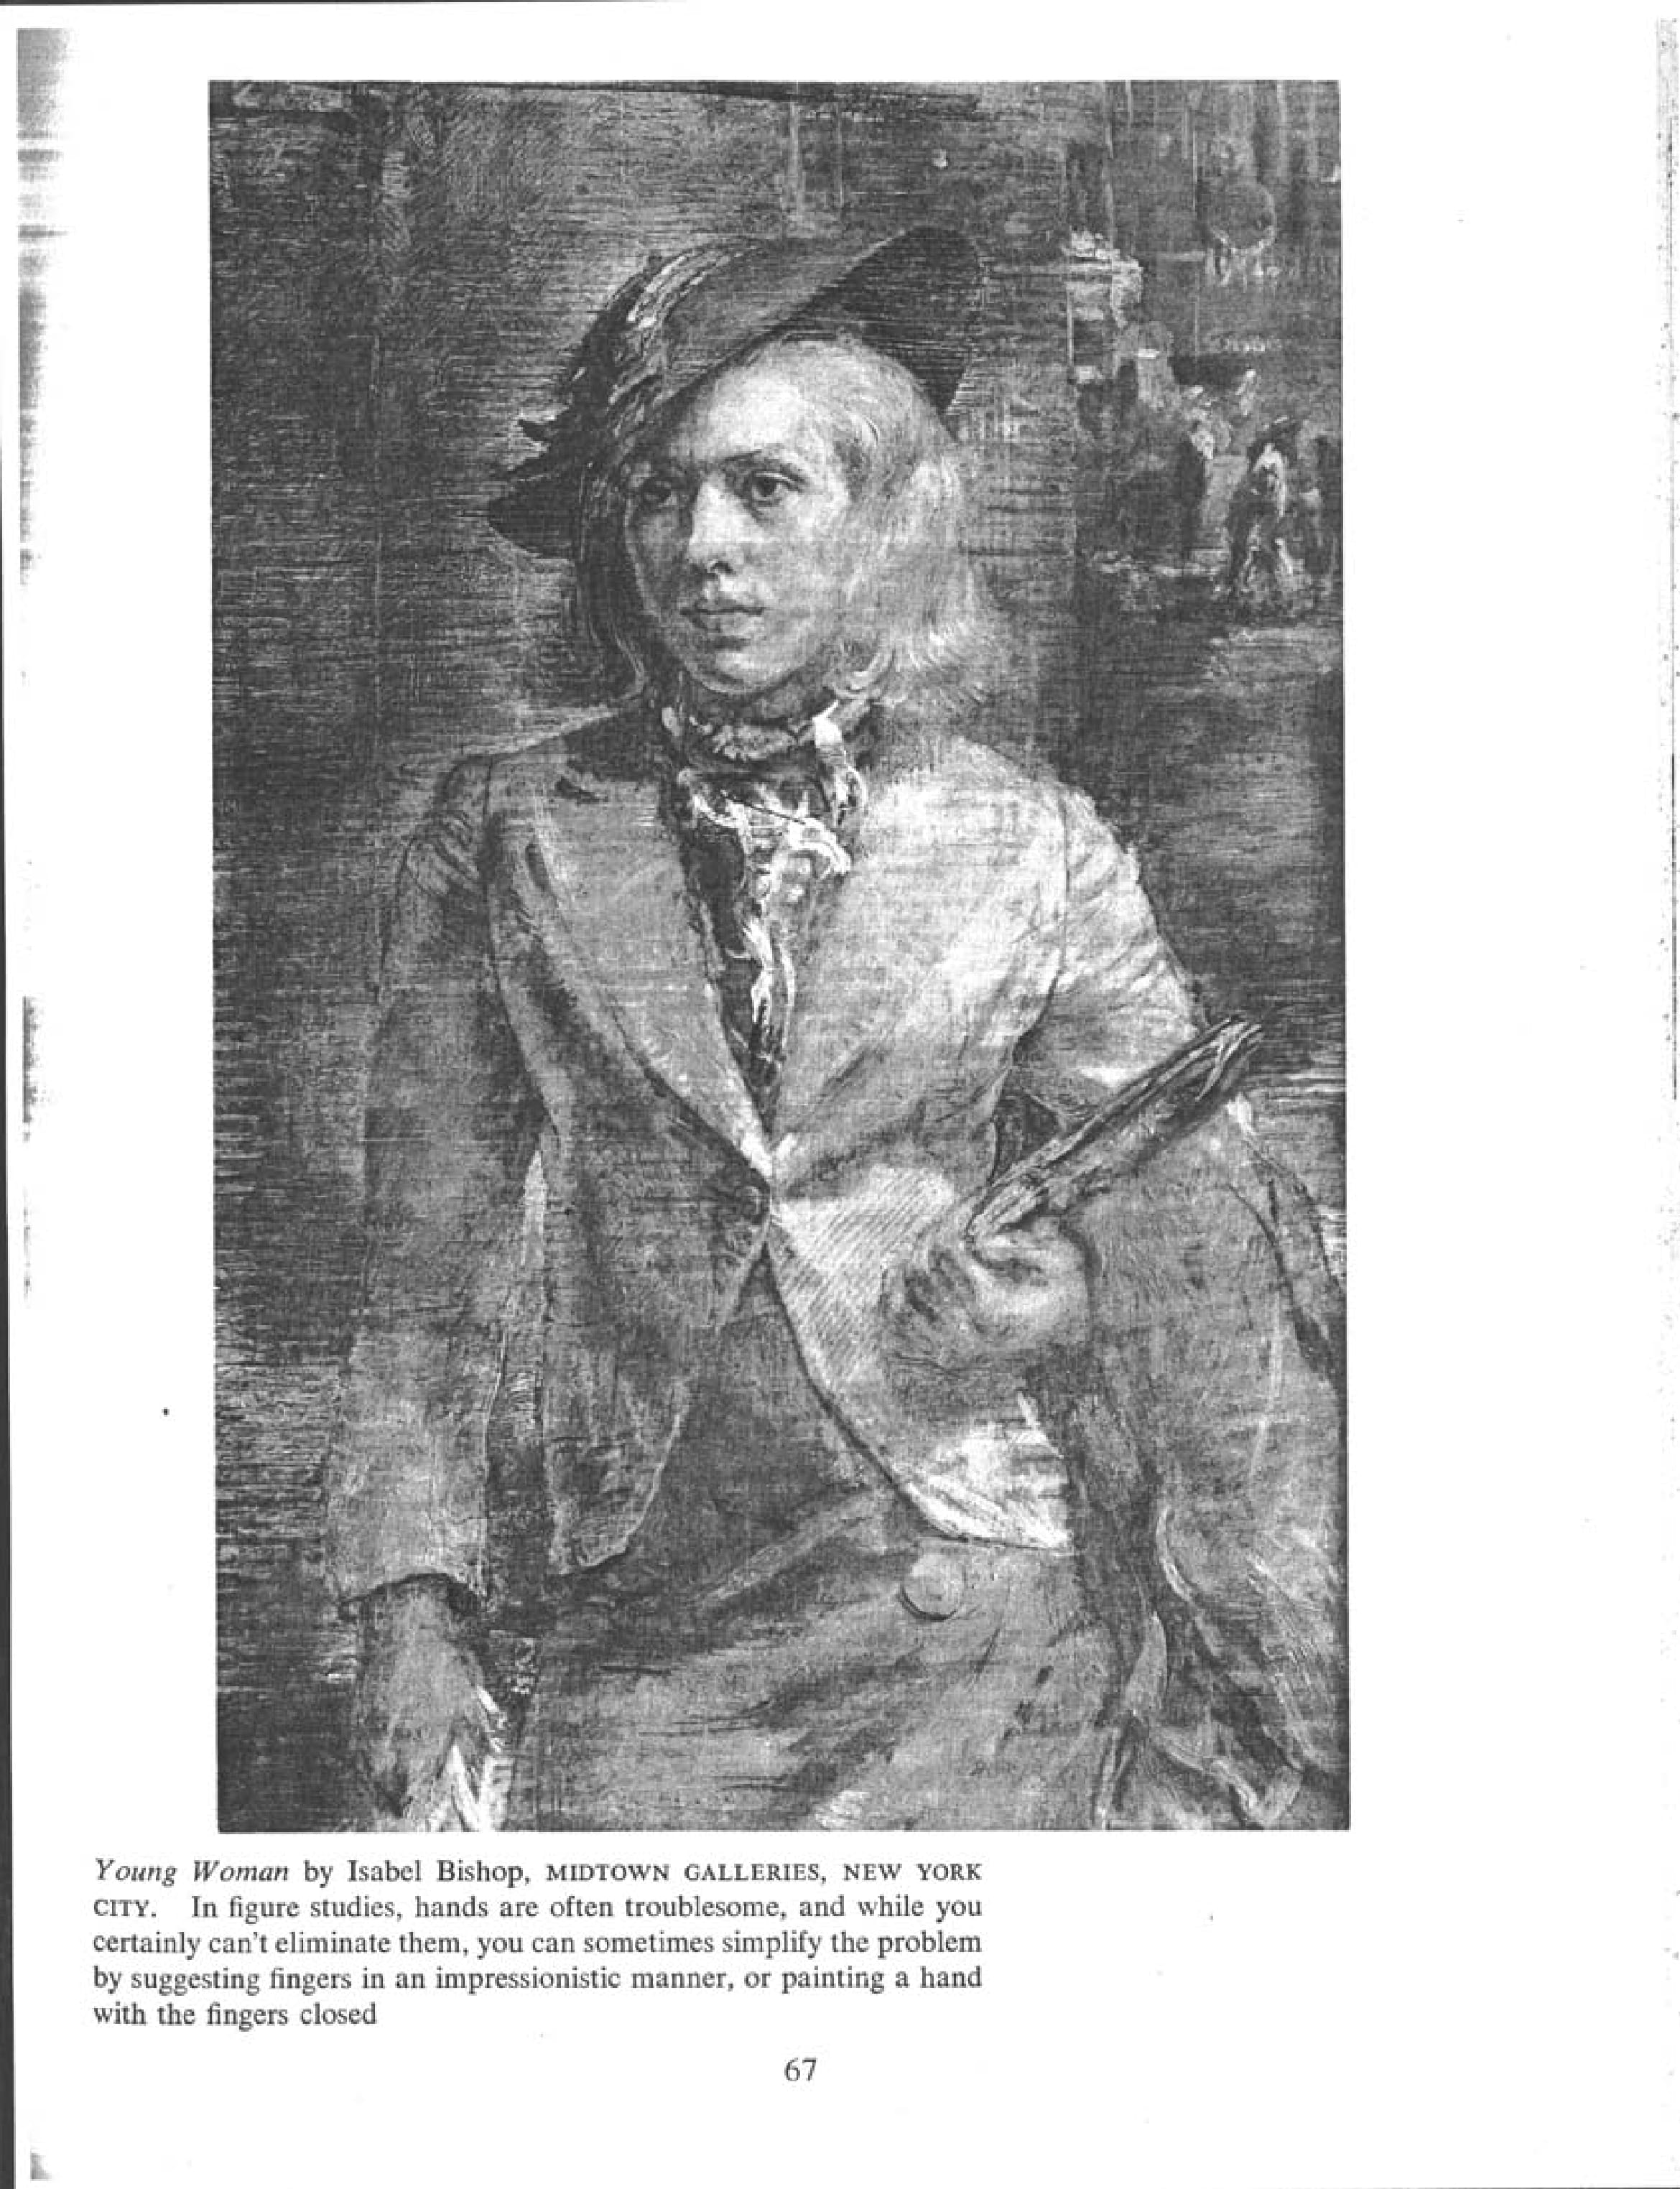 Young Woman by Isabel Bishop, MIDTOWN GALLERIES, NEW YORK
CITY. In figure studies, hands are often troublesome, and while you
certainly can't eliminate them, you can sometimes simplify the problem
by suggesting fingers in an impressionistic manner, or painting a hand
with the fingers closed
67